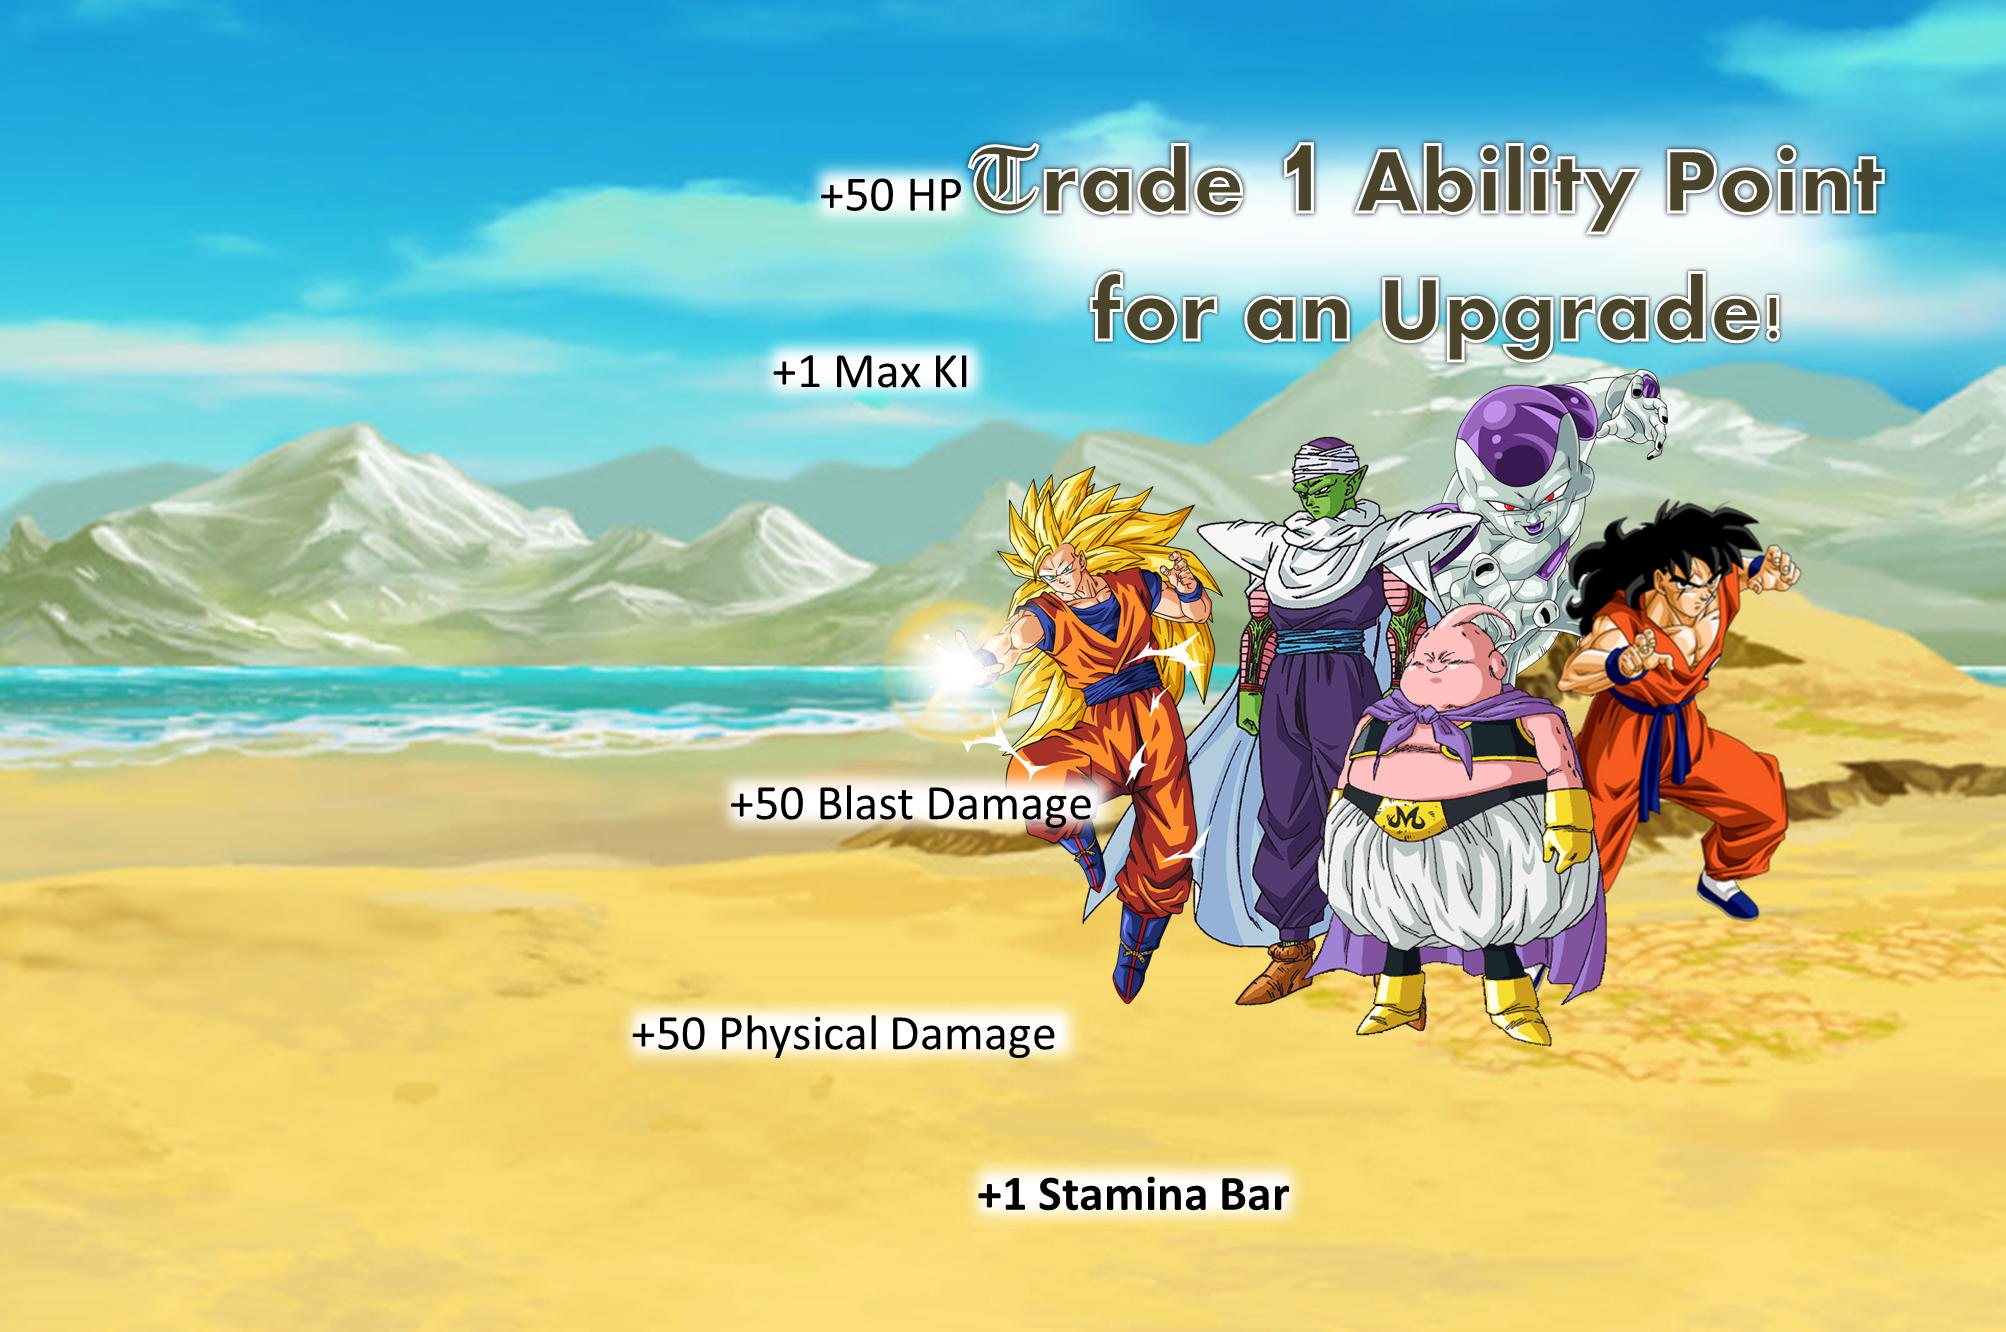 +50 HP
Trade 1 Ability Point
for an Upgrade!
+1 Max KI
+50 Blast Damage
+50 Physical Damage
+1 Stamina Bar
M